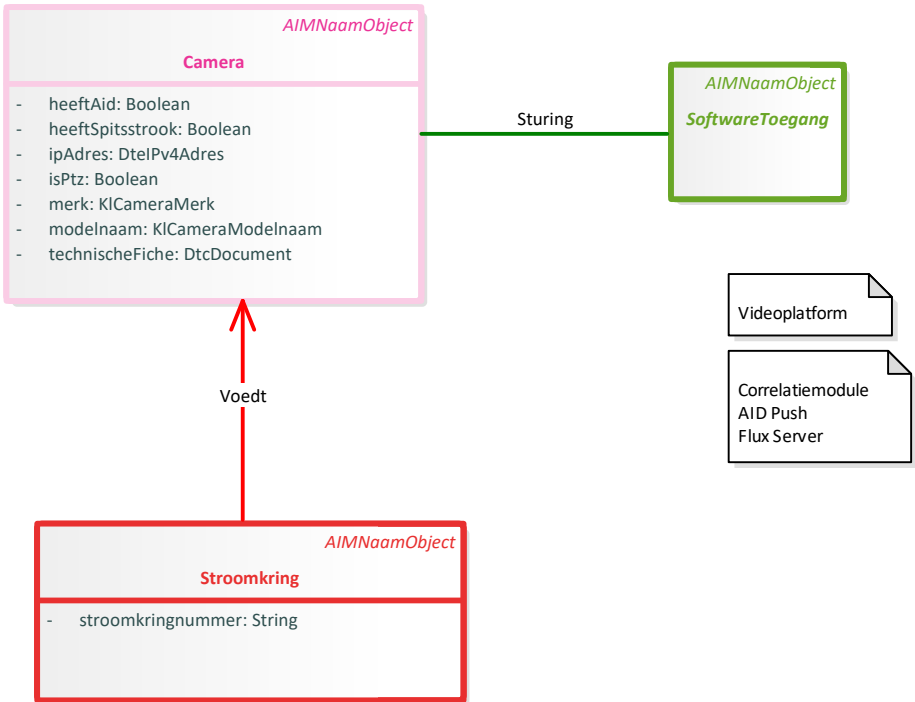 AIMNaamObject
Camera
- heeftAid: Boolean
- heeftSpitsstrook: Boolean
- ipAdres: DteIPv4Adres
- isPtz: Boolean
- merk: KlCameraMerk
- modelnaam: KlCameraModelnaam
- technischeFiche: DtcDocument
Sturing
AIMNaamObject
SoftwareToegang
Videoplatform
Correlatiemodule
AID Push
Flux Server
Voedt
AIMNaamObject
Stroomkring
- stroomkringnummer: String